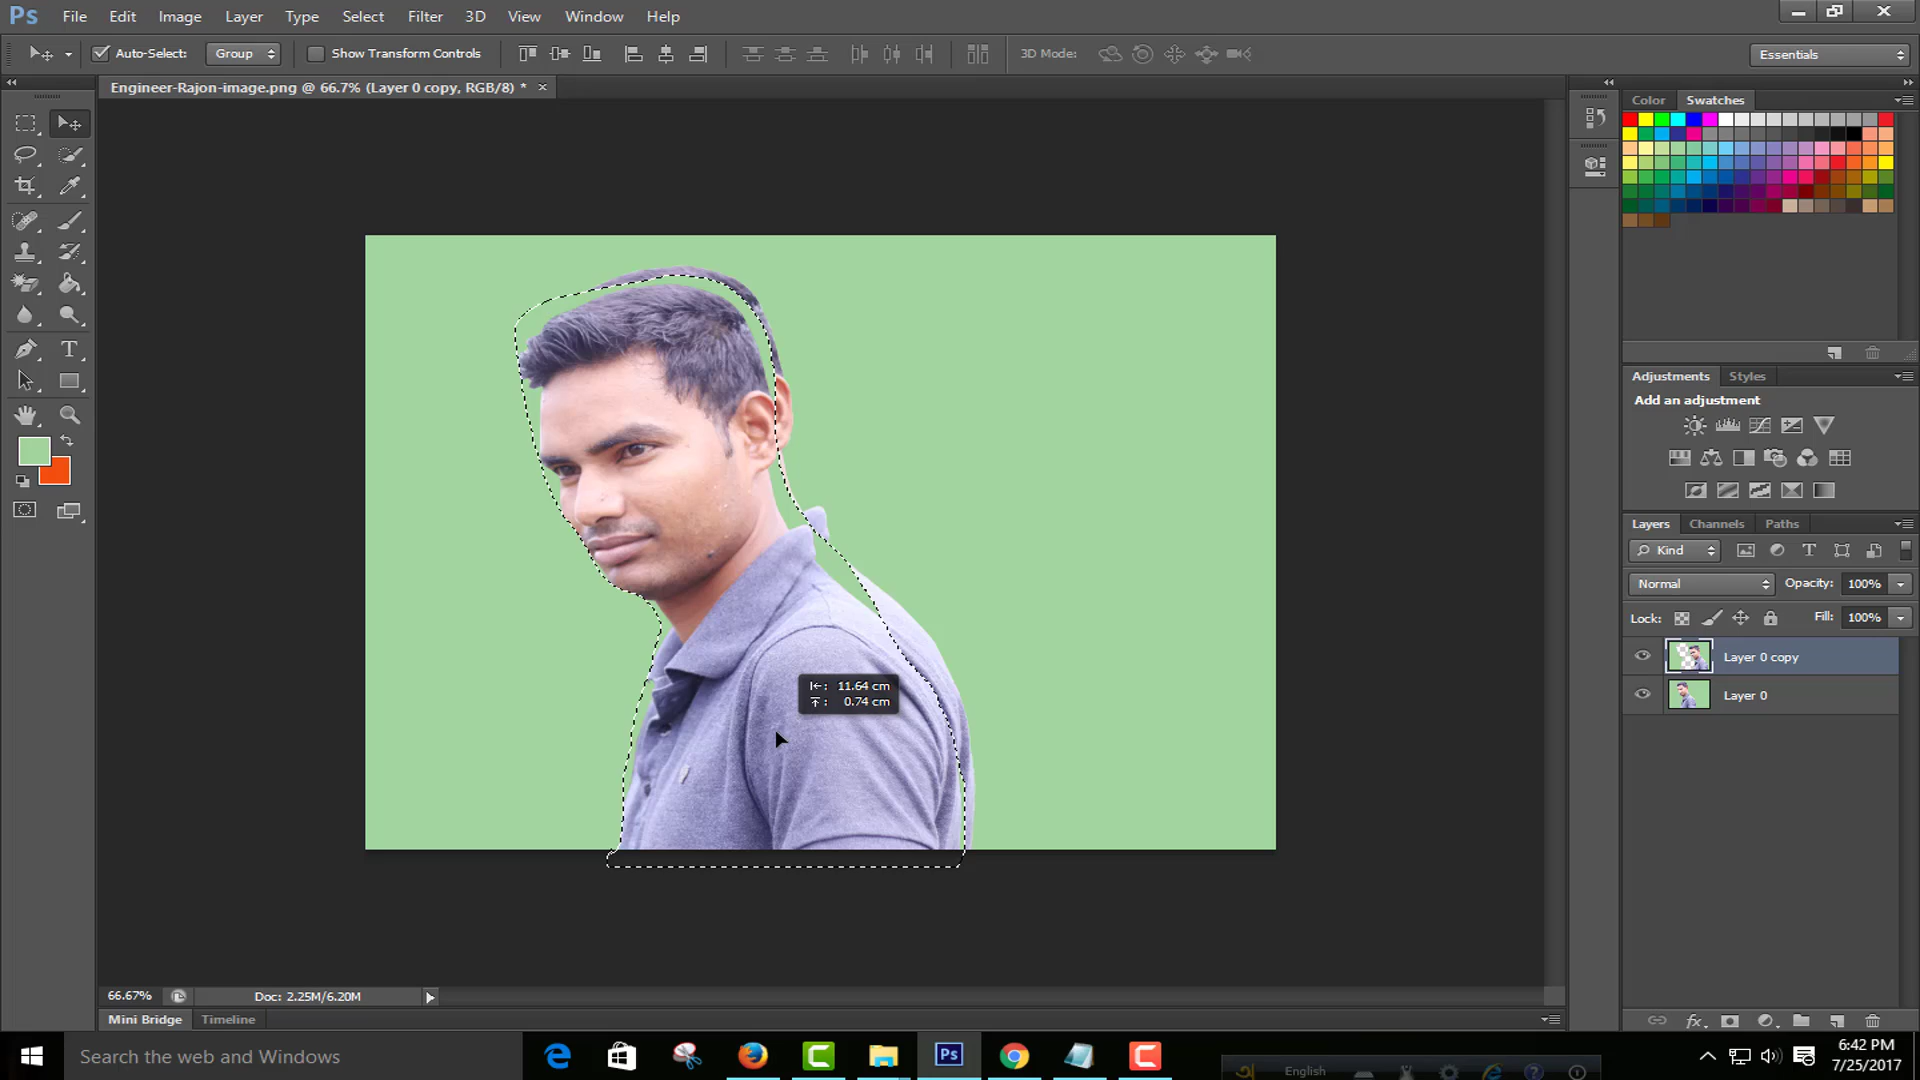 Ps File Edit Image Layer Type Select Filter 3D View Window Help
Auto-Select: Group Show Transform Controls 3D Mode: Essentials
Engineer-Rajon-image.png @ 66.7% (Layer 0 copy, RGB/8) *
Color Swatches
Adjustments Styles
Add an adjustment
Layers Channels Paths
Kind
Normal Opacity: 100%
Lock: Fill: 100%
Layer 0 copy
Layer 0
11.64 cm
0.74 cm
66.67% Doc: 2.25M/6.20M
Mini Bridge Timeline
Search the web and Windows
Ps
English
6:42 PM
7/25/2017